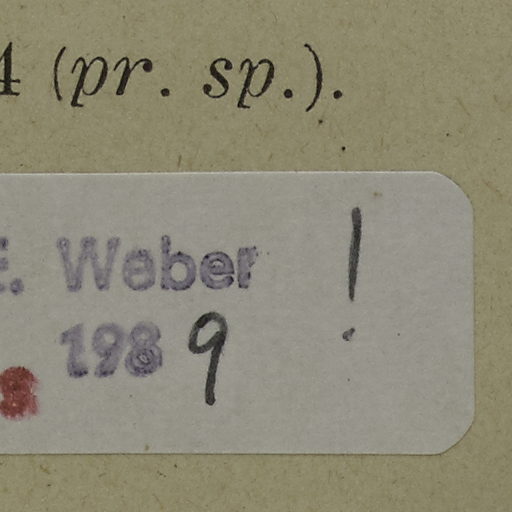 4 (pr. sp.).
E. Weber !
1989
s